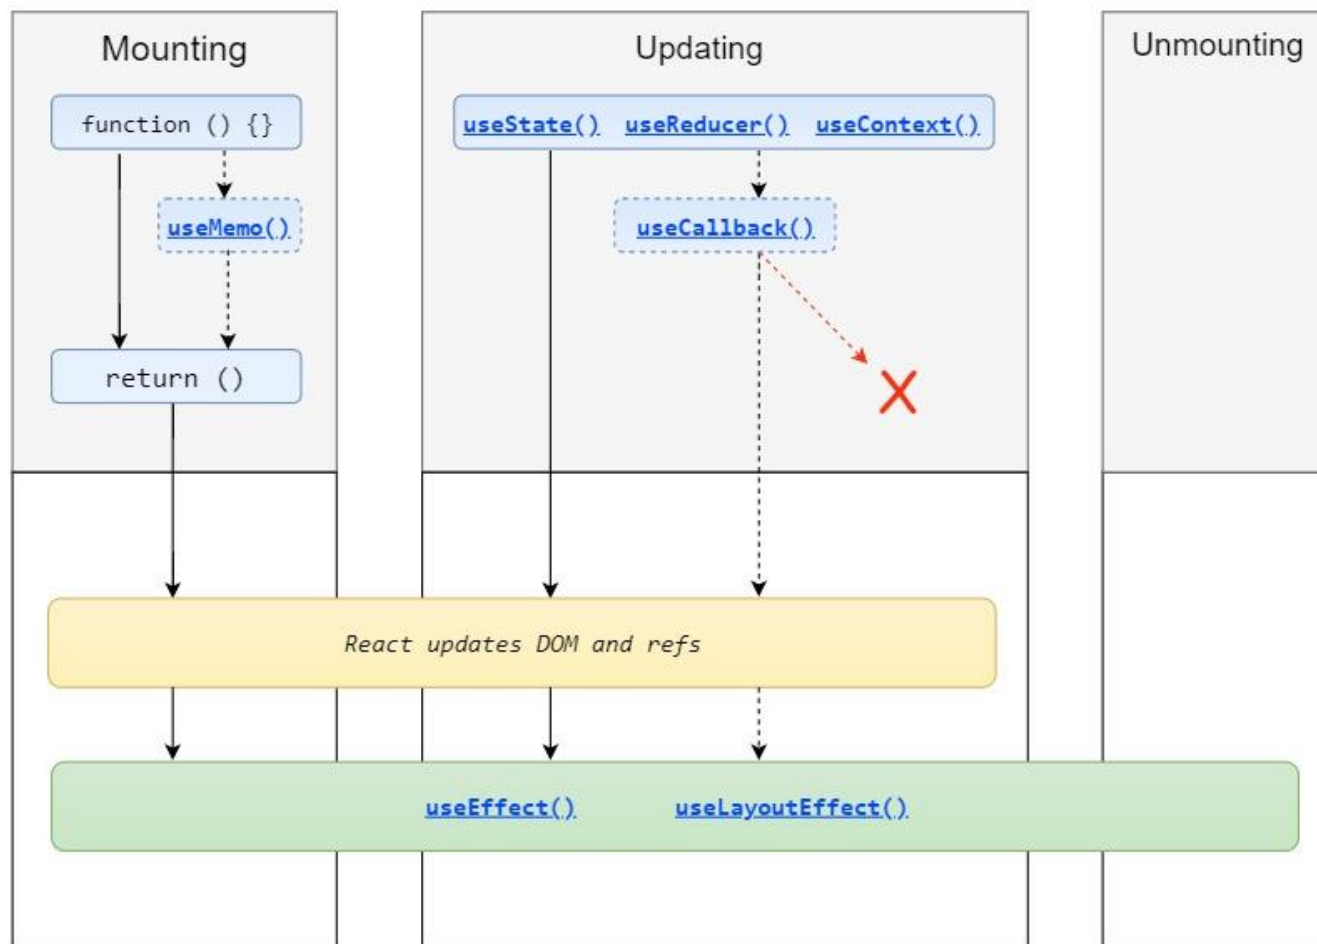 Mounting
Updating
Unmounting
function () {}
useState() useReducer() useContext()
useMemo()
useCallback()
return ()
React updates DOM and refs
useEffect() useLayoutEffect()